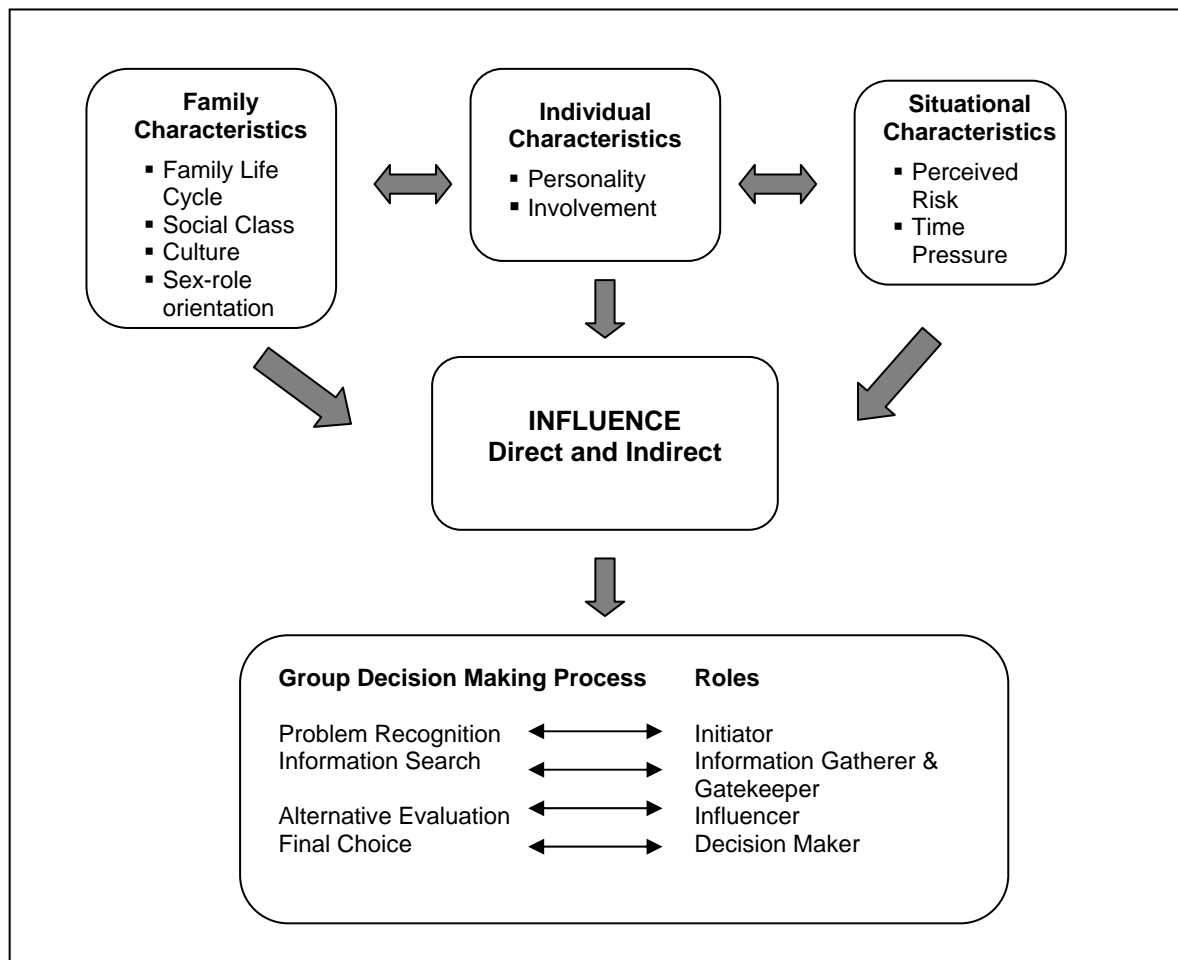 Family
Characteristics
▪ Family Life
Cycle
▪ Social Class
▪ Culture
▪ Sex-role
orientation
Individual
Characteristics
▪ Personality
▪ Involvement
Situational
Characteristics
▪ Perceived
Risk
▪ Time
Pressure
INFLUENCE
Direct and Indirect
Group Decision Making Process Roles
Problem Recognition Initiator
Information Search Information Gatherer &
Gatekeeper
Alternative Evaluation Influencer
Final Choice Decision Maker